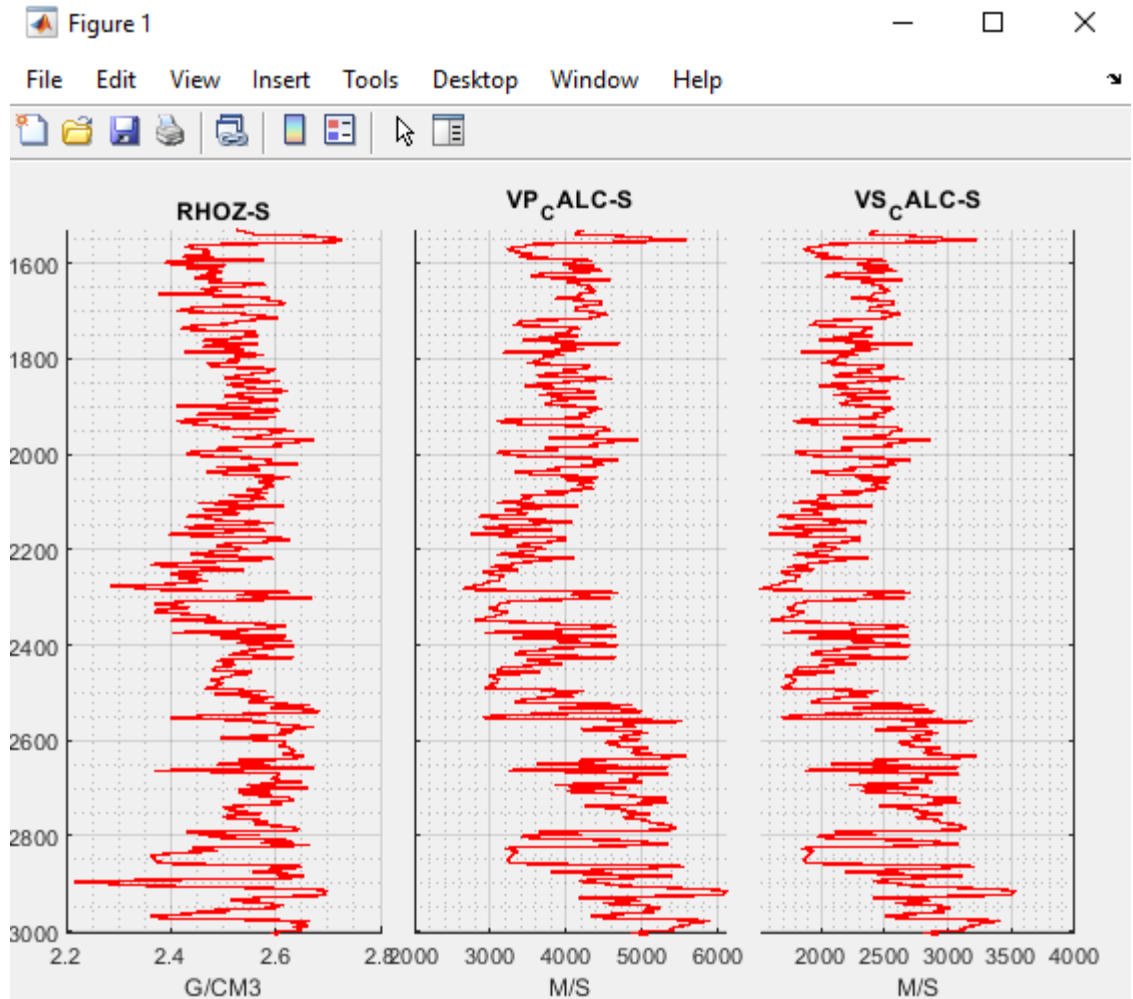 Figure 1
File Edit View Insert Tools Desktop Window Help
RHOZ-S VP_CALC-S VS_CALC-S
1600
1800
2000
2200
2400
2600
2800
3000
2.2 2.4 2.6 2.8 2000 3000 4000 5000 6000 2000 2500 3000 3500 4000
G/CM3 M/S M/S